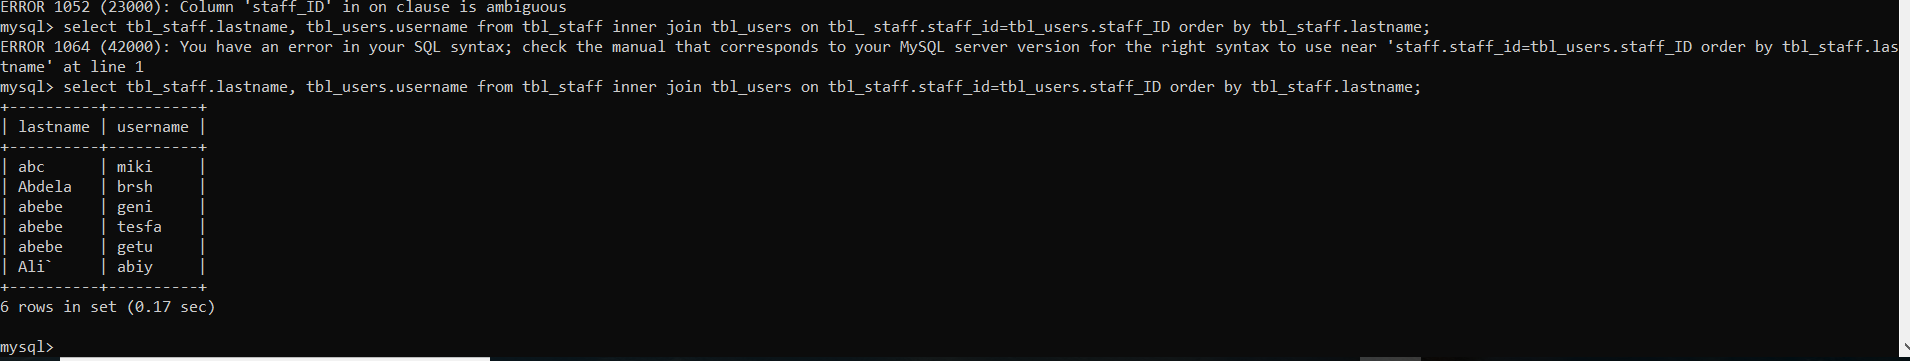 ERROR 1052 (23000): Column 'staff_ID' in on clause is ambiguous
mysql> select tbl_staff.lastname, tbl_users.username from tbl_staff inner join tbl_users on tbl_ staff.staff_id=tbl_users.staff_ID order by tbl_staff.lastname;
ERROR 1064 (42000): You have an error in your SQL syntax; check the manual that corresponds to your MySQL server version for the right syntax to use near 'staff.staff_id=tbl_users.staff_ID order by tbl_staff.las
tname' at line 1
mysql> select tbl_staff.lastname, tbl_users.username from tbl_staff inner join tbl_users on tbl_staff.staff_id=tbl_users.staff_ID order by tbl_staff.lastname;
+----------+----------+
| lastname | username |
+----------+----------+
| abc      | miki     |
| Abdela   | brsh     |
| abebe    | geni     |
| abebe    | tesfa    |
| abebe    | getu     |
| Ali`     | abiy     |
+----------+----------+
6 rows in set (0.17 sec)
mysql>